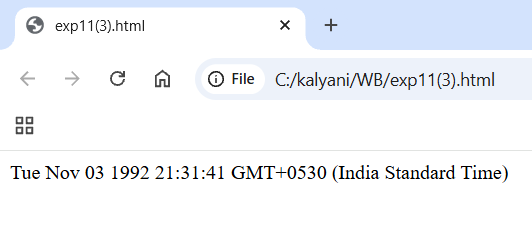 exp11(3).html
File C:/kalyani/WB/exp11(3).html
Tue Nov 03 1992 21:31:41 GMT+0530 (India Standard Time)